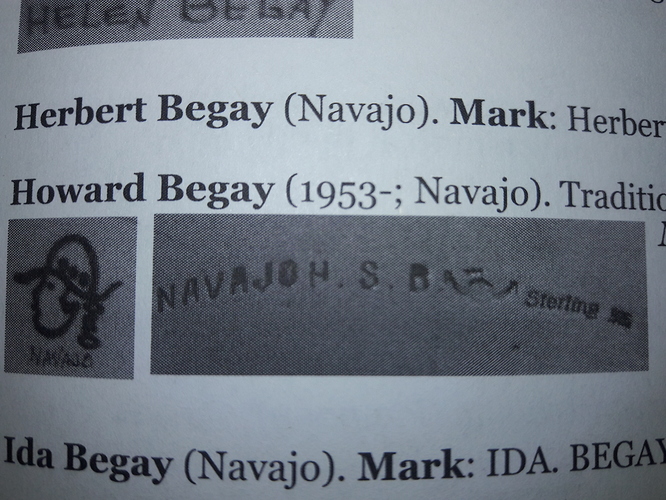 HELEN BEGAY
Herbert Begay (Navajo). Mark: Herber
Howard Begay (1953-; Navajo). Traditio
NAVAJO H. S. B Sterling
NAVAJO
Ida Begay (Navajo). Mark: IDA. BEGAY